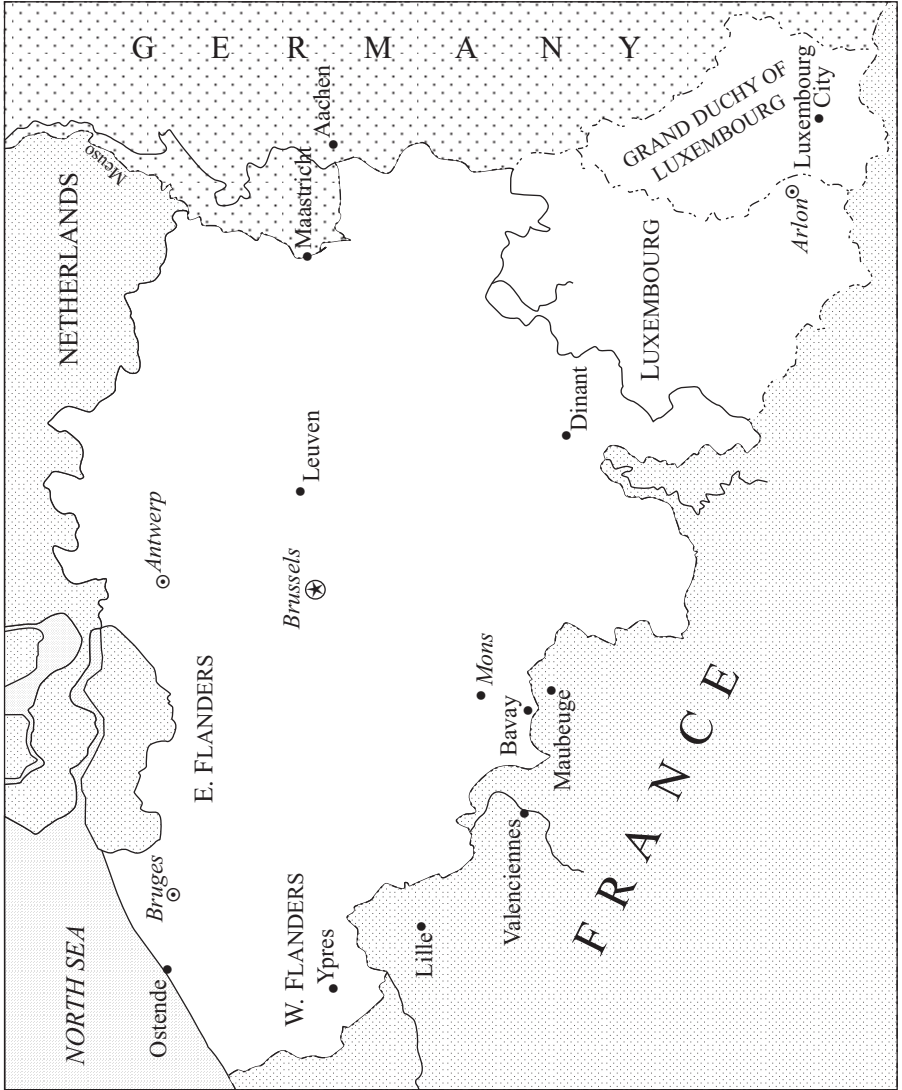 NORTH SEA
NETHERLANDS
GERMANY
Meuso
Ostende
Bruges
Antwerp
E. FLANDERS
W. FLANDERS
Ypres
Brussels
Leuven
Maastricht
Aachen
Lille
Mons
Bavay
Valenciennes
Maubeuge
Dinant
LUXEMBOURG
GRAND DUCHY OF
LUXEMBOURG
Luxembourg
City
Arlon
FRANCE